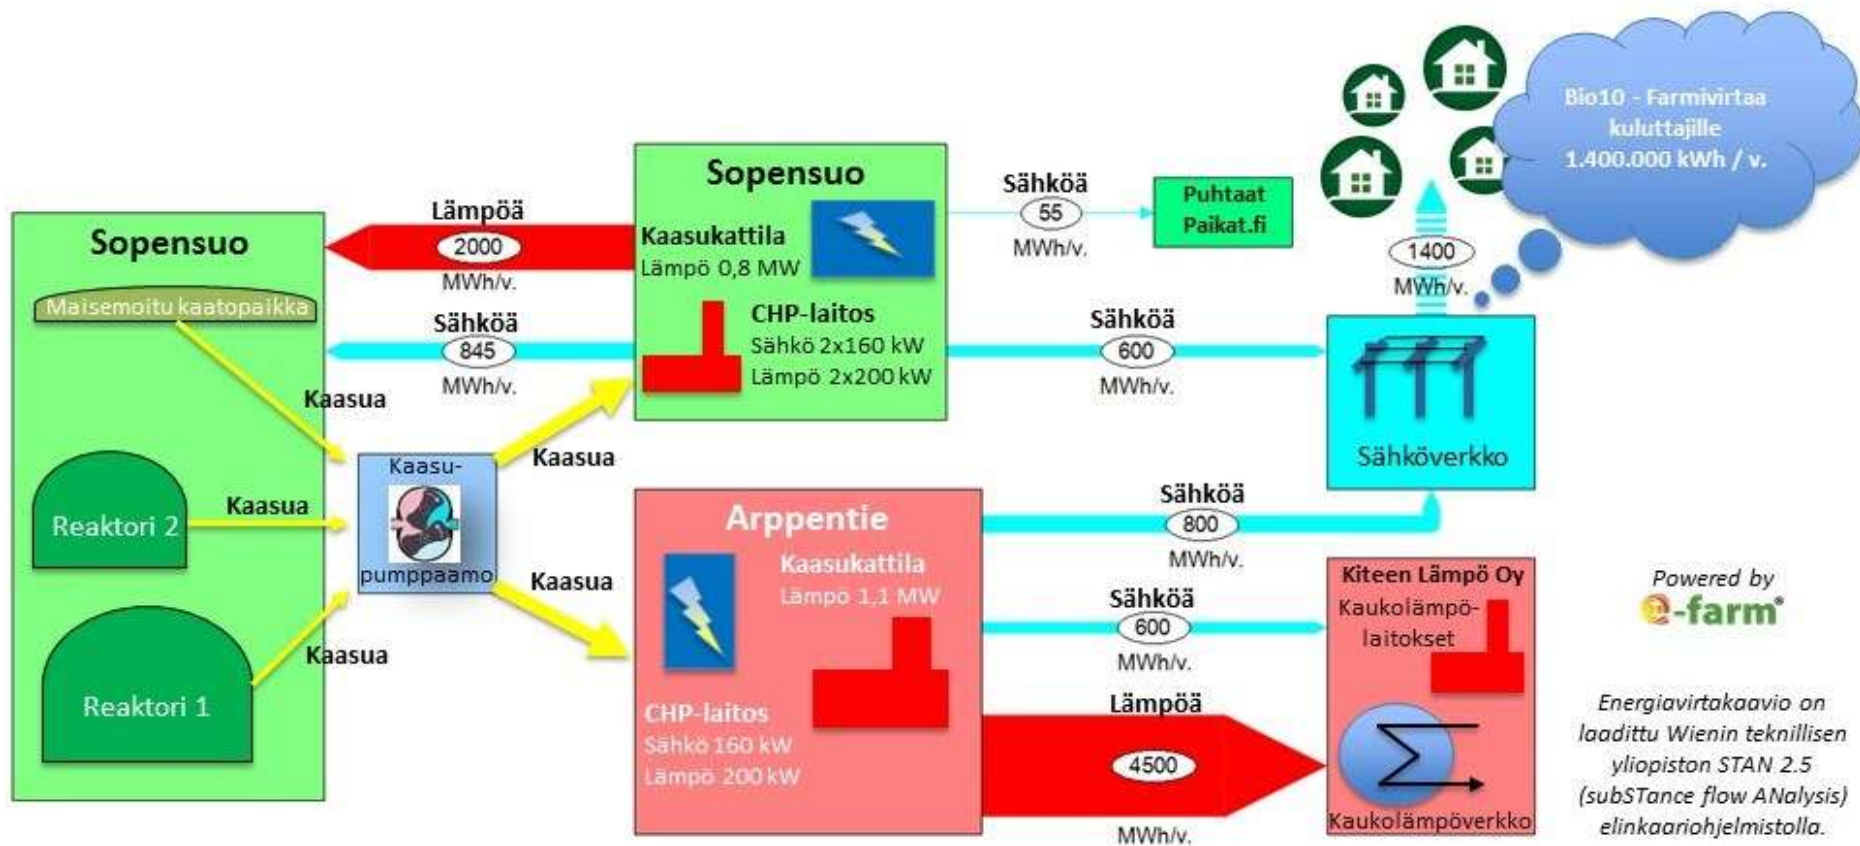 Sopensuo
Maisemoitu kaatopaikka
Reaktori 2
Reaktori 1
Kaasua
Kaasua
Kaasua
Kaasu-
pumppaamo
Kaasua
Kaasua
Lämpöä
2000
MWh/v.
Sähköä
845
MWh/v.
Sopensuo
Kaasukattila
Lämpö 0,8 MW
CHP-laitos
Sähkö 2x160 kW
Lämpö 2x200 kW
Arppentie
Kaasukattila
Lämpö 1,1 MW
CHP-laitos
Sähkö 160 kW
Lämpö 200 kW
Sähköä
55
MWh/v.
Puhtaat
Paikat.fi
Sähköä
600
MWh/v.
Sähköä
800
MWh/v.
Sähköä
600
MWh/v.
Lämpöä
4500
MWh/v.
1400
MWh/v.
Sähköverkko
Bio10 - Farmivirtaa
kuluttajille
1.400.000 kWh / v.
Kiteen Lämpö Oy
Kaukolämpö-
laitokset
Kaukolämpöverkko
Powered by
e-farm®
Energiavirtakaavio on
laadittu Wienin teknillisen
yliopiston STAN 2.5
(subSTance flow ANalysis)
elinkaariohjelmistolla.